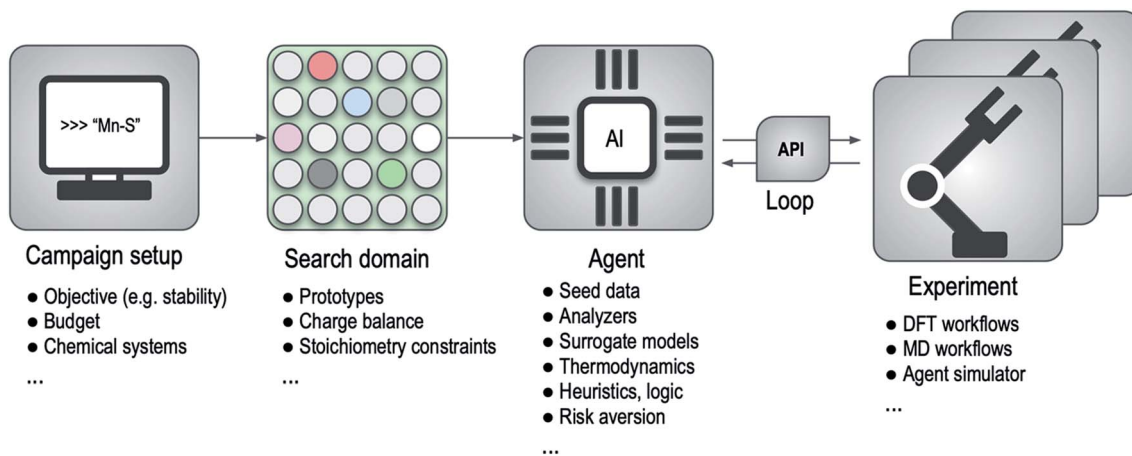 >>> “Mn-S”
AI
API
Loop
Campaign setup
● Objective (e.g. stability)
● Budget
● Chemical systems
...
Search domain
● Prototypes
● Charge balance
● Stoichiometry constraints
...
Agent
● Seed data
● Analyzers
● Surrogate models
● Thermodynamics
● Heuristics, logic
● Risk aversion
...
Experiment
● DFT workflows
● MD workflows
● Agent simulator
...